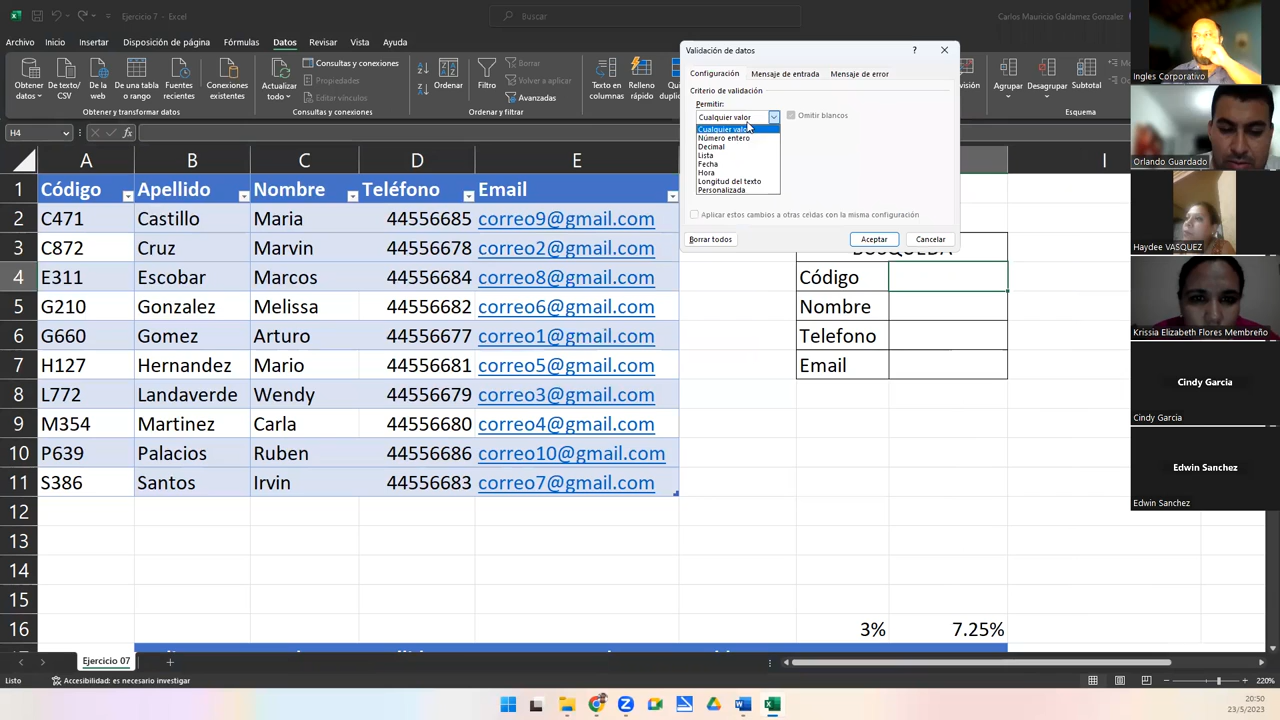 Ejercicio 7 - Excel
Buscar
Carlos Mauricio Galdamez Gonzalez
Archivo Inicio Insertar Disposición de página Fórmulas Datos Revisar Vista Ayuda
Obtener datos
De texto/CSV
De la Web
De una tabla o rango
Fuentes recientes
Conexiones existentes
Obtener y transformar datos
Actualizar todo
Consultas y conexiones
Propiedades
Editar vínculos
Consultas y conexiones
Ordenar
Filtro
Borrar
Volver a aplicar
Avanzadas
Ordenar y filtrar
Texto en columnas
Agrupar
Desagrupar
Subtotal
Esquema
Validación de datos
?
Configuración Mensaje de entrada Mensaje de error
Criterio de validación
Permitir:
Cualquier valor
Omitir blancos
Cualquier valor
Número entero
Decimal
Lista
Fecha
Hora
Longitud del texto
Personalizada
Aplicar estos cambios a otras celdas con la misma configuración
Borrar todos
Aceptar
Cancelar
H4
fx
A B C D E I
1 Código Apellido Nombre Teléfono Email
2 C471 Castillo Maria 44556685 correo9@gmail.com
3 C872 Cruz Marvin 44556682 correo2@gmail.com
4 E311 Escobar Marcos 44556684 correo8@gmail.com
5 G210 Gonzalez Melissa 44556682 correo6@gmail.com
6 G660 Gomez Arturo 44556677 correo1@gmail.com
7 H127 Hernandez Mario 44556681 correo5@gmail.com
8 L772 Landaverde Wendy 44556679 correo3@gmail.com
9 M354 Martinez Carla 44556680 correo4@gmail.com
10 P639 Palacios Ruben 44556686 correo10@gmail.com
11 S386 Santos Irvin 44556683 correo7@gmail.com
12
13
14
15
16
BUSQUEDA
Código
Nombre
Telefono
Email
3% 7.25%
Ejercicio 07
Listo
Accesibilidad: es necesario investigar
220%
20:50
23/5/2023
Ingles Corporativo
Orlando Guardado
Haydee VASQUEZ
Krissia Elizabeth Flores Membreño
Cindy Garcia
Cindy Garcia
Edwin Sanchez
Edwin Sanchez